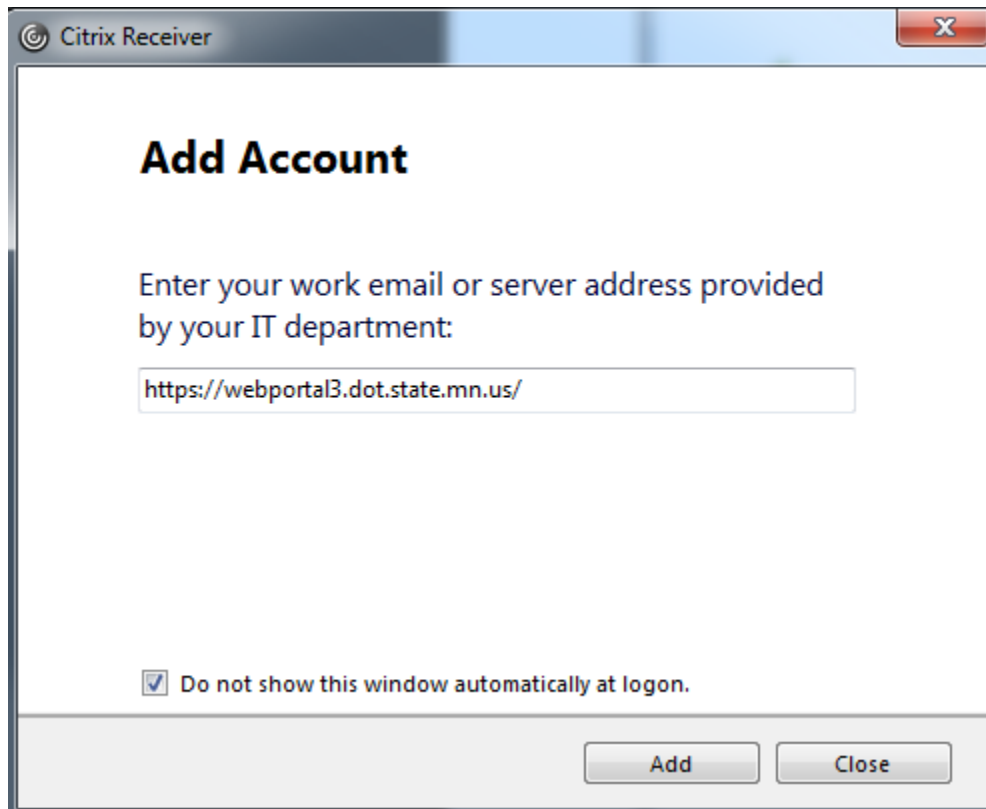 Citrix Receiver
Add Account
Enter your work email or server address provided
by your IT department:
https://webportal3.dot.state.mn.us/
Do not show this window automatically at logon.
Add
Close